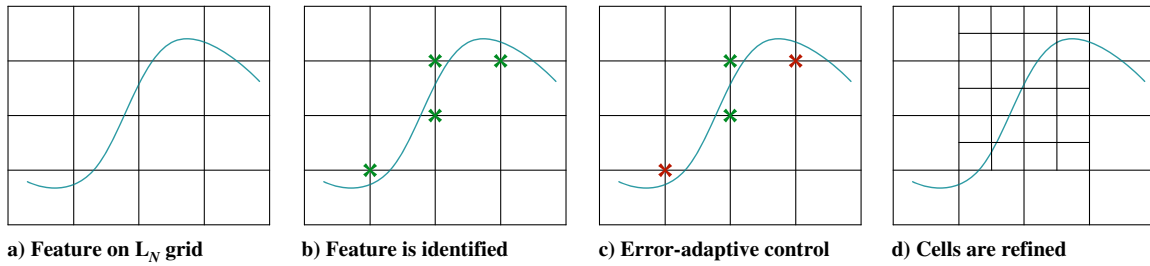 a) Feature on L_N grid
b) Feature is identified
c) Error-adaptive control
d) Cells are refined